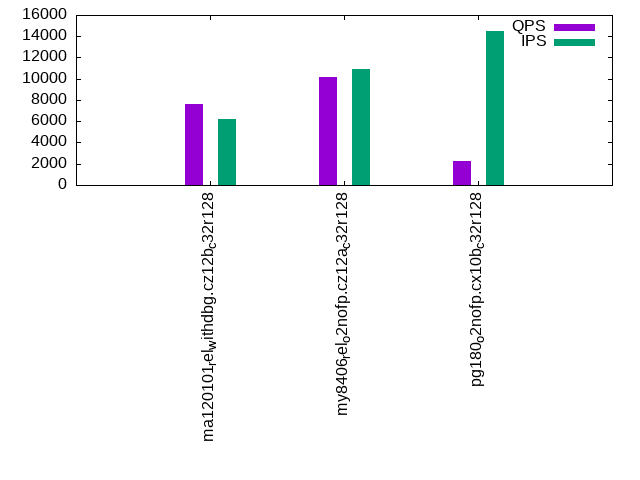 16000
14000
12000
10000
8000
6000
4000
2000
0
QPS
IPS
ma120101_rel_withdbg.cz12b_c32r128
my8406_rel_o2nofp.cz12a_c32r128
pg180_o2nofp.cx10b_c32r128